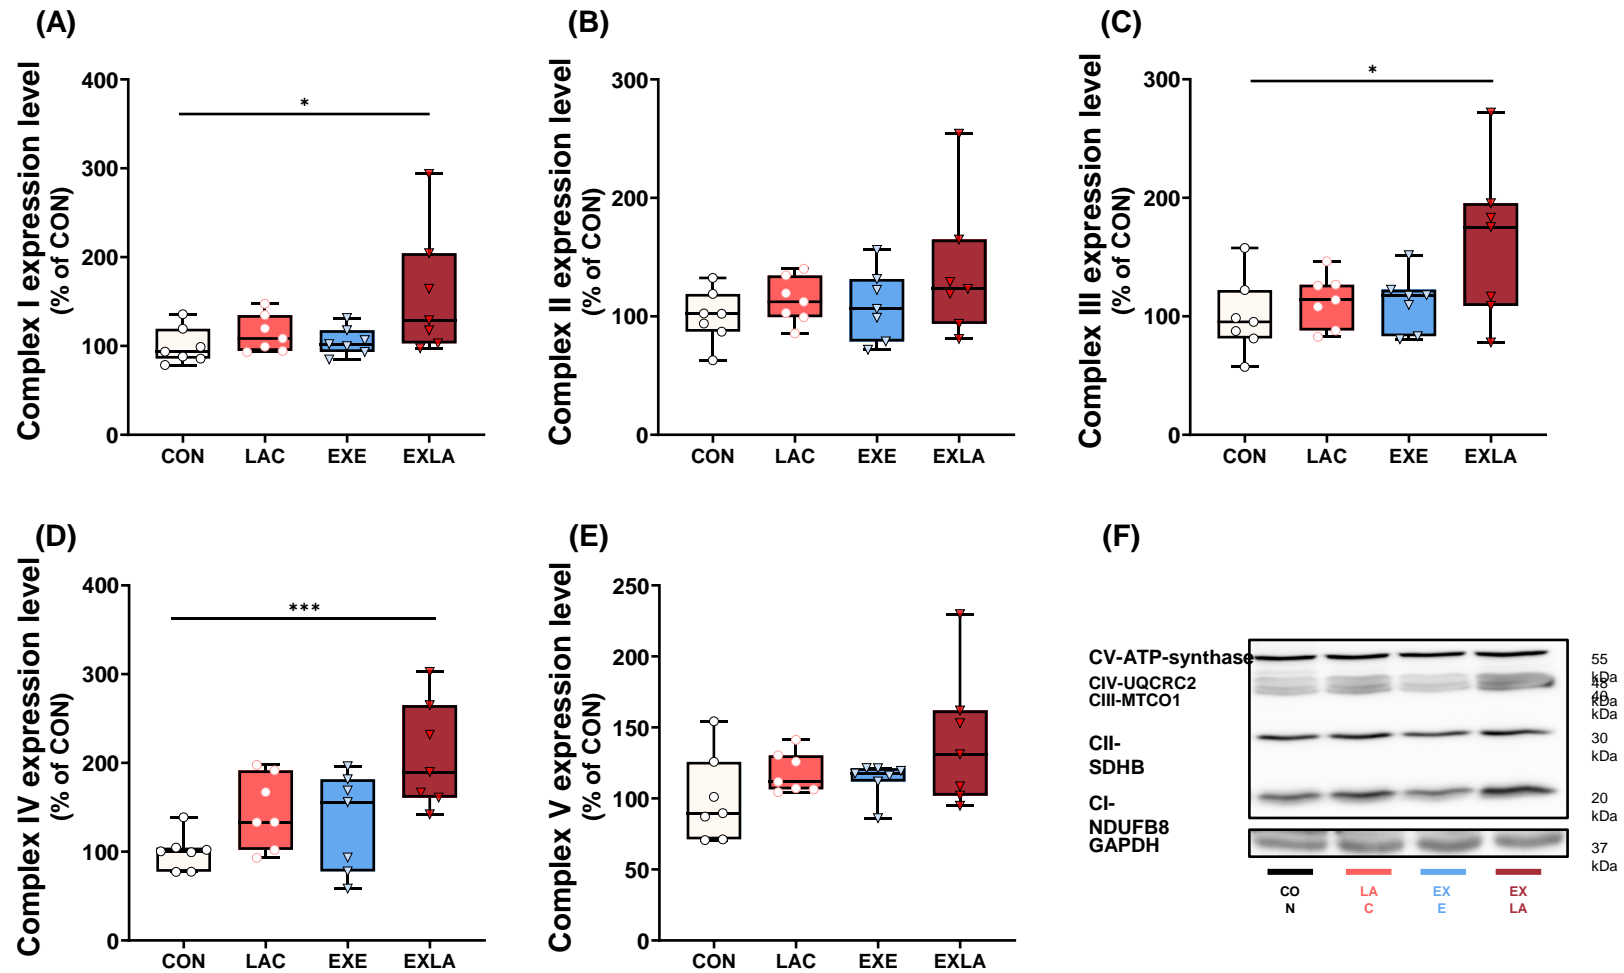 (A)
Complex I expression level
(% of CON)
400
300
200
100
0
*
CON LAC EXE EXLA
(B)
Complex II expression level
(% of CON)
300
200
100
0
CON LAC EXE EXLA
(C)
Complex III expression level
(% of CON)
300
200
100
0
*
CON LAC EXE EXLA
(D)
Complex IV expression level
(% of CON)
400
300
200
100
0
***
CON LAC EXE EXLA
(E)
Complex V expression level
(% of CON)
250
200
150
100
50
0
CON LAC EXE EXLA
(F)
CV-ATP-synthase
CIV-UQCRC2
CIII-MTCO1
CII-
SDHB
CI-
NDUFB8
GAPDH
55
kDa
48
kDa
40
kDa
30
kDa
20
kDa
37
kDa
CO
N
LA
C
EX
E
EX
LA